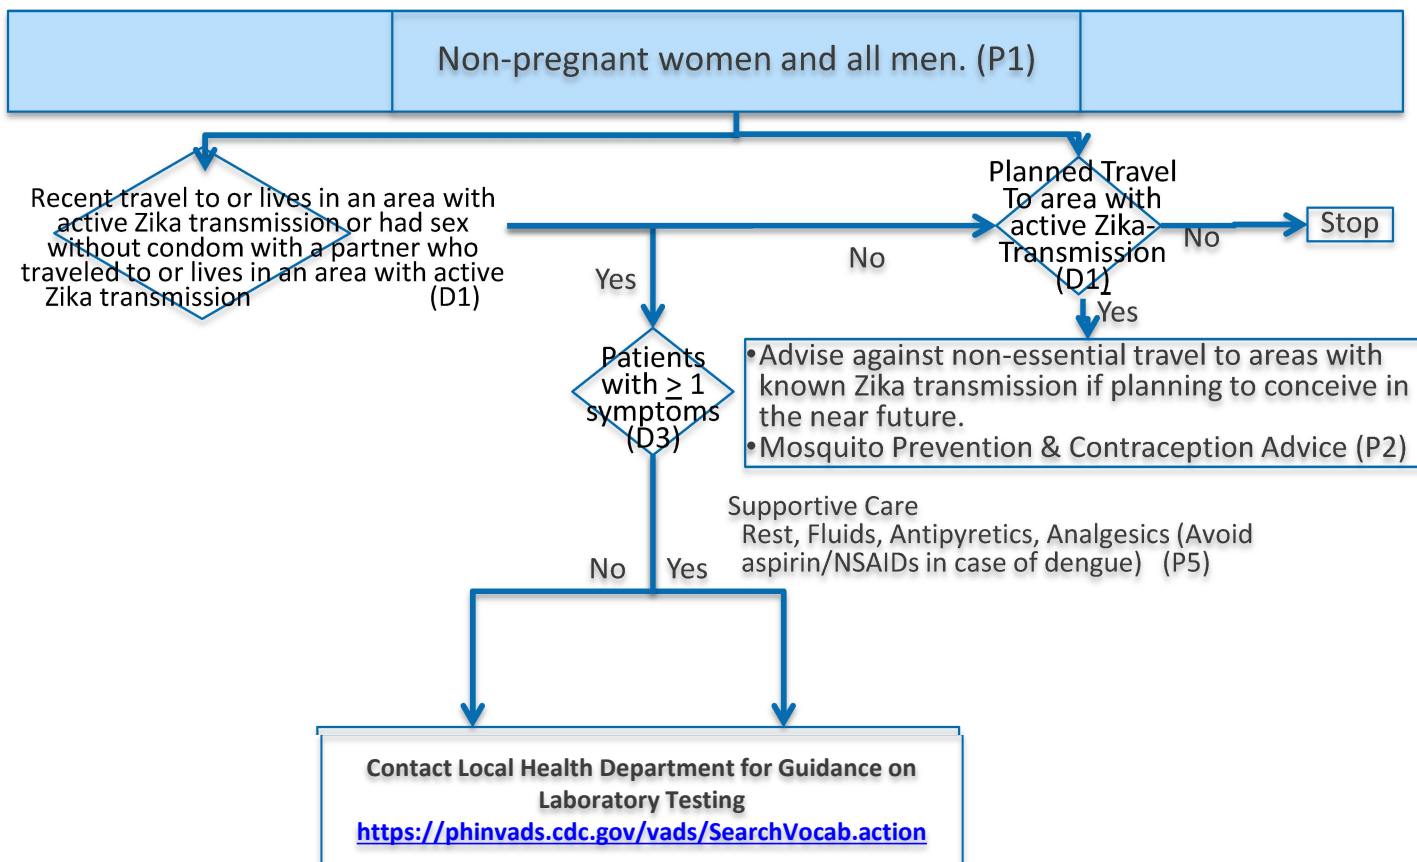 Non-pregnant women and all men. (P1)
Recent travel to or lives in an area with
active Zika transmission or had sex
without condom with a partner who
traveled to or lives in an area with active
Zika transmission (D1)
Planned Travel
To area with
active Zika-
Transmission
(D1)
No
Stop
No
Yes
Yes
Patients
with ≥ 1
symptoms
(D3)
•Advise against non-essential travel to areas with
known Zika transmission if planning to conceive in
the near future.
•Mosquito Prevention & Contraception Advice (P2)
Supportive Care
Rest, Fluids, Antipyretics, Analgesics (Avoid
aspirin/NSAIDs in case of dengue) (P5)
No
Yes
Contact Local Health Department for Guidance on
Laboratory Testing
https://phinvads.cdc.gov/vads/SearchVocab.action